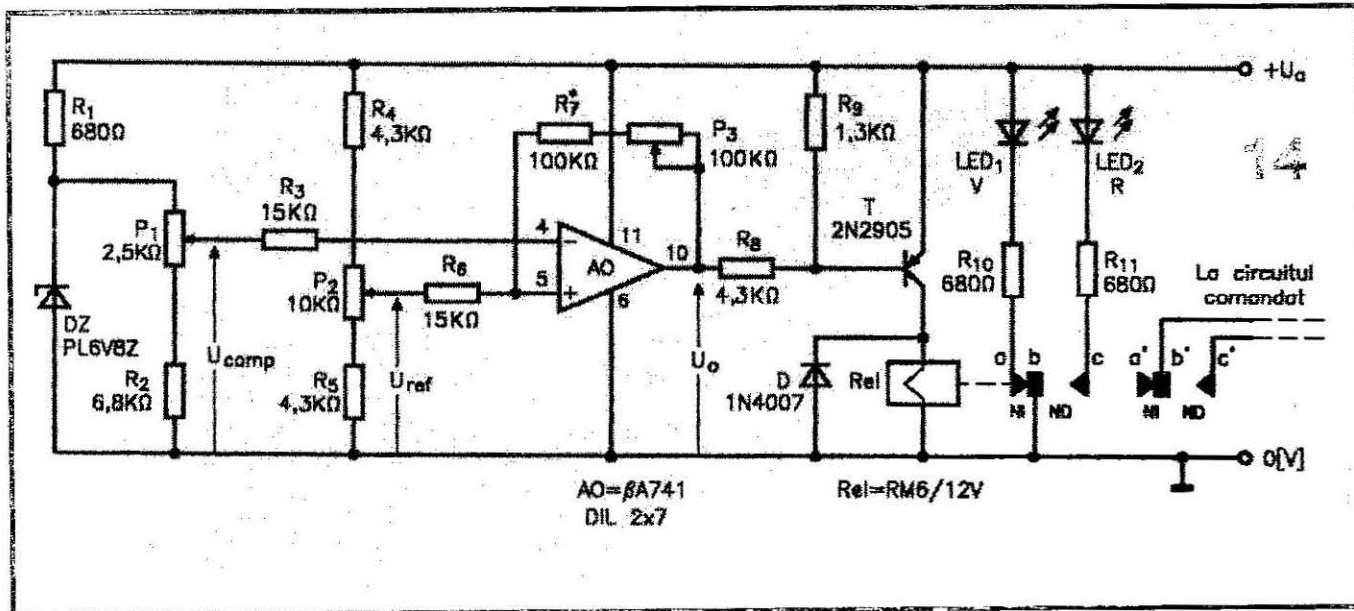 +Ua
R1
680Ω
R4
4,3KΩ
R7*
100KΩ
P3
100KΩ
R9
1,3KΩ
LED1
V
LED2
R
14
P1
2,5KΩ
R3
15KΩ
4
11
AO
10
5
6
R8
4,3KΩ
T
2N2905
R10
680Ω
R11
680Ω
La circuitul
comandat
P2
10KΩ
R6
15KΩ
DZ
PL6V8Z
Ucomp
Uref
Uo
R2
6,8KΩ
R5
4,3KΩ
D
1N4007
Rel
a
b
c
a'
b'
c'
NI
ND
NI
ND
0[V]
AO=βA741
DIL 2x7
Rel=RM6/12V